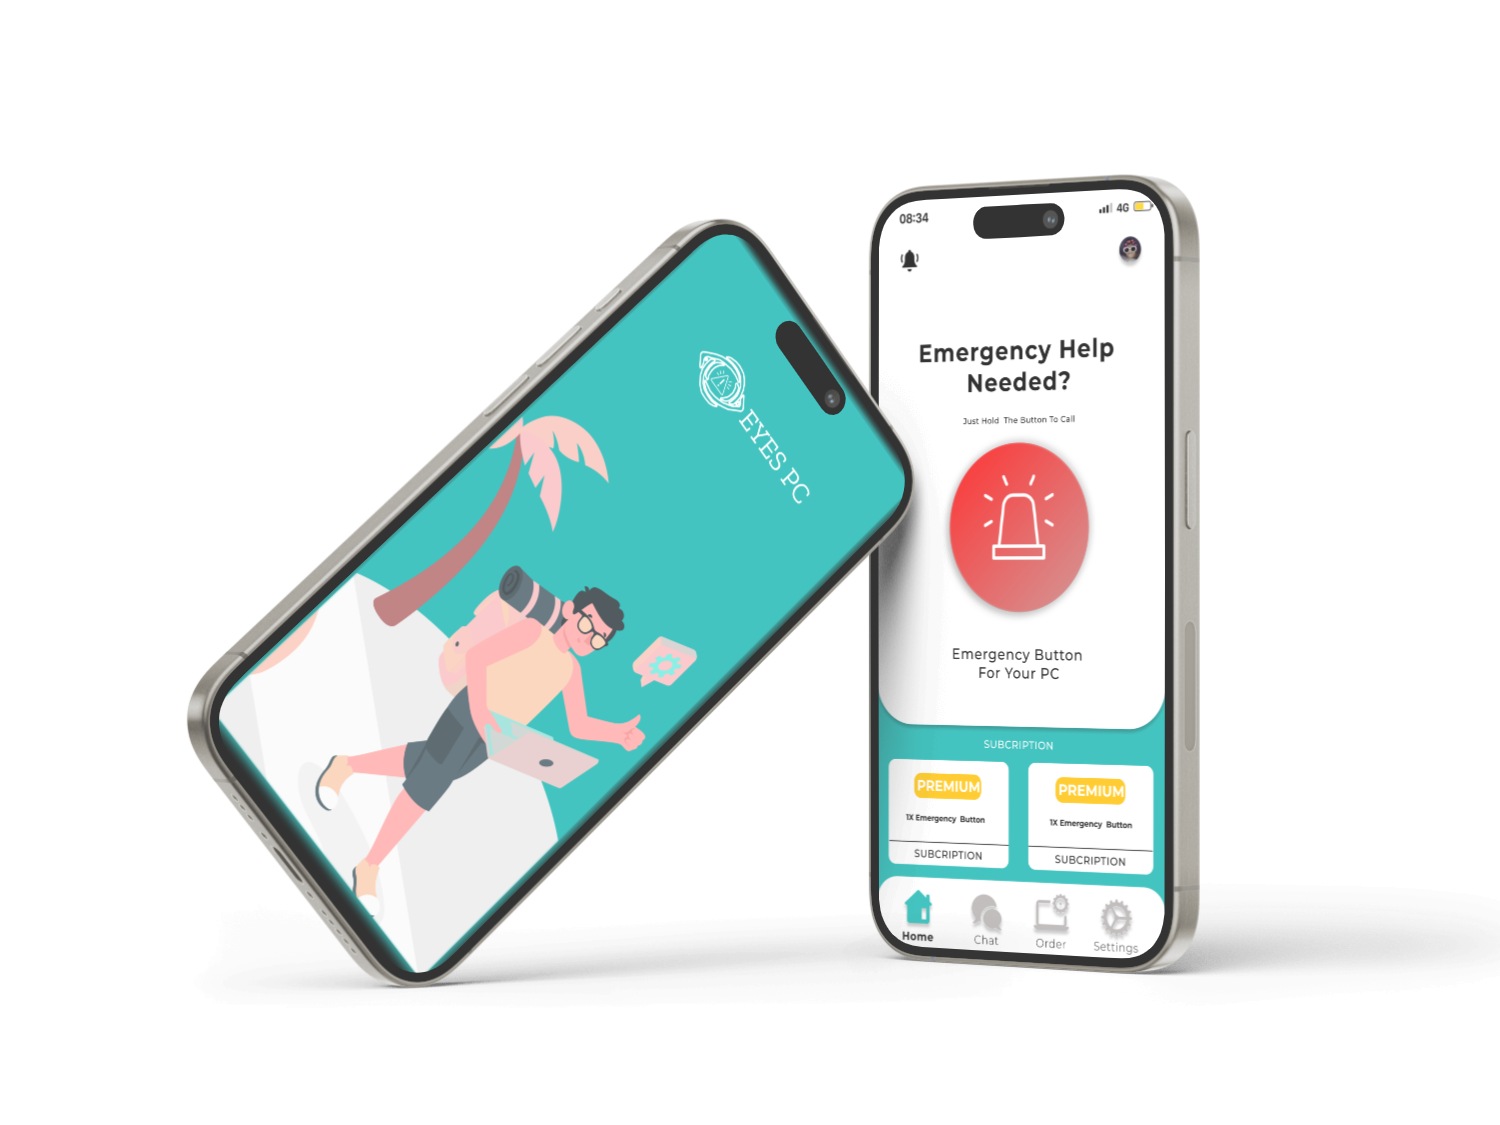 EYES PC
08:34
4G
Emergency Help
Needed?
Just Hold The Button To Call
Emergency Button
For Your PC
SUBCRIPTION
PREMIUM
1X Emergency Button
SUBCRIPTION
PREMIUM
1X Emergency Button
SUBCRIPTION
Home
Chat
Order
Settings